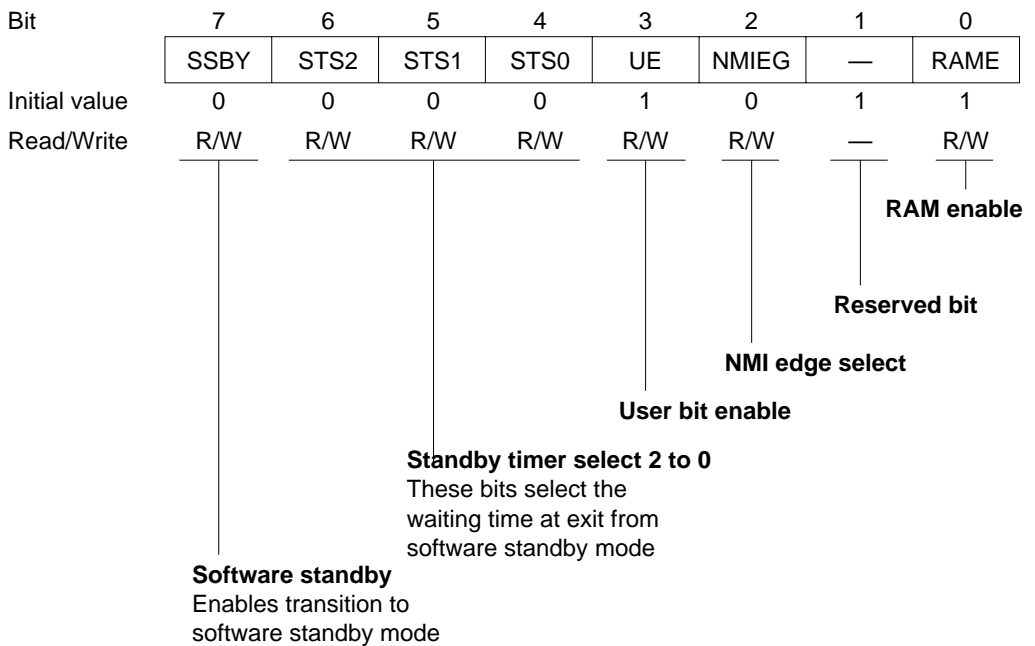 Bit 7 6 5 4 3 2 1 0
SSBY STS2 STS1 STS0 UE NMIEG — RAME
Initial value 0 0 0 0 1 0 1 1
Read/Write R/W R/W R/W R/W R/W R/W — R/W
RAM enable
Reserved bit
NMI edge select
User bit enable
Standby timer select 2 to 0
These bits select the
waiting time at exit from
software standby mode
Software standby
Enables transition to
software standby mode